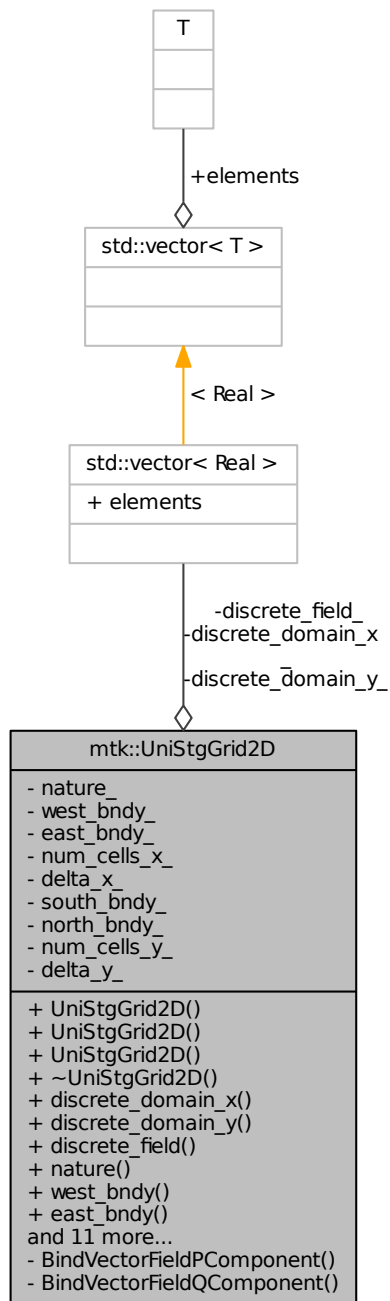 T
+elements
std::vector< T >
< Real >
std::vector< Real >
+ elements
-discrete_field_
-discrete_domain_x
_
-discrete_domain_y_
mtk::UniStgGrid2D
- nature_
- west_bndy_
- east_bndy_
- num_cells_x_
- delta_x_
- south_bndy_
- north_bndy_
- num_cells_y_
- delta_y_
+ UniStgGrid2D()
+ UniStgGrid2D()
+ UniStgGrid2D()
+ ~UniStgGrid2D()
+ discrete_domain_x()
+ discrete_domain_y()
+ discrete_field()
+ nature()
+ west_bndy()
+ east_bndy()
and 11 more...
- BindVectorFieldPComponent()
- BindVectorFieldQComponent()